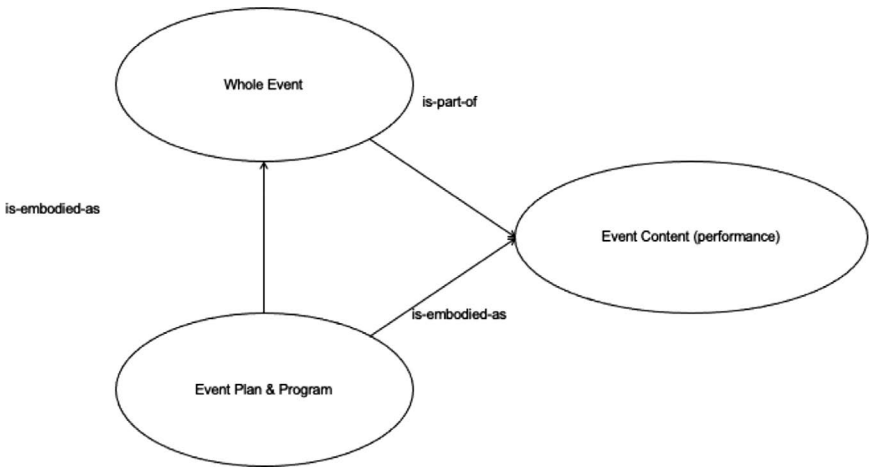 Whole Event
is-part-of
is-embodied-as
Event Content (performance)
is-embodied-as
Event Plan & Program